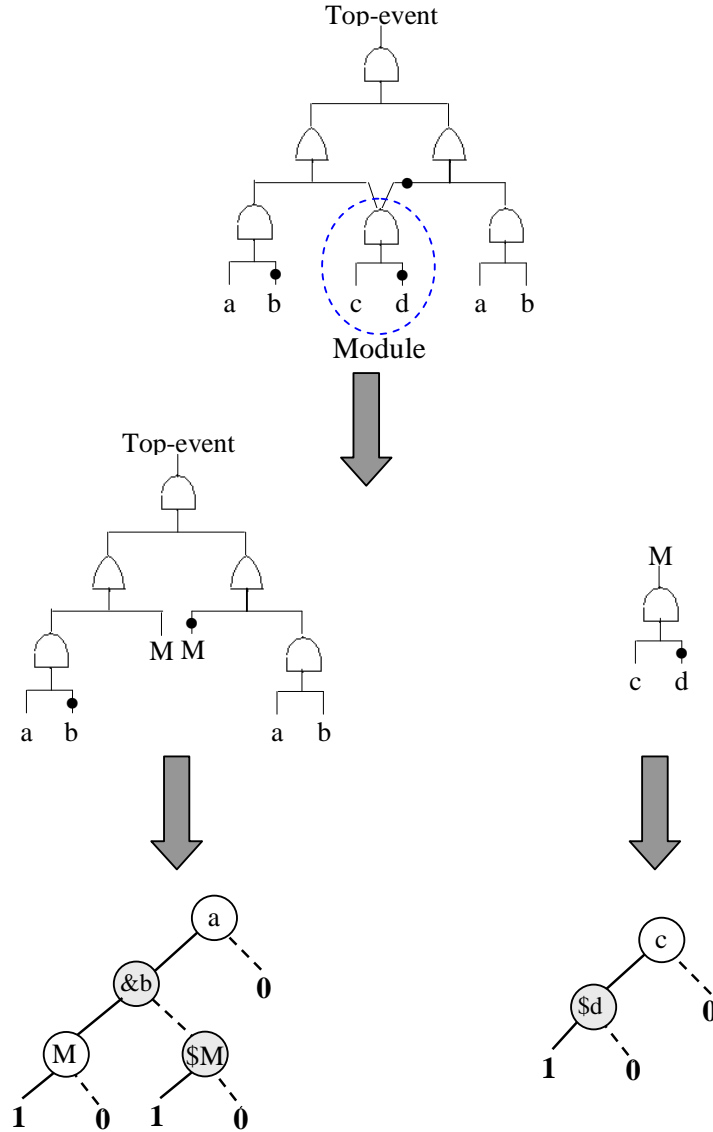 Top-event
a b c d a b
Module
Top-event
M
M M
c d
a b a b
a
c
&b
0
$d
0
M $M
1 0
1 0 1 0